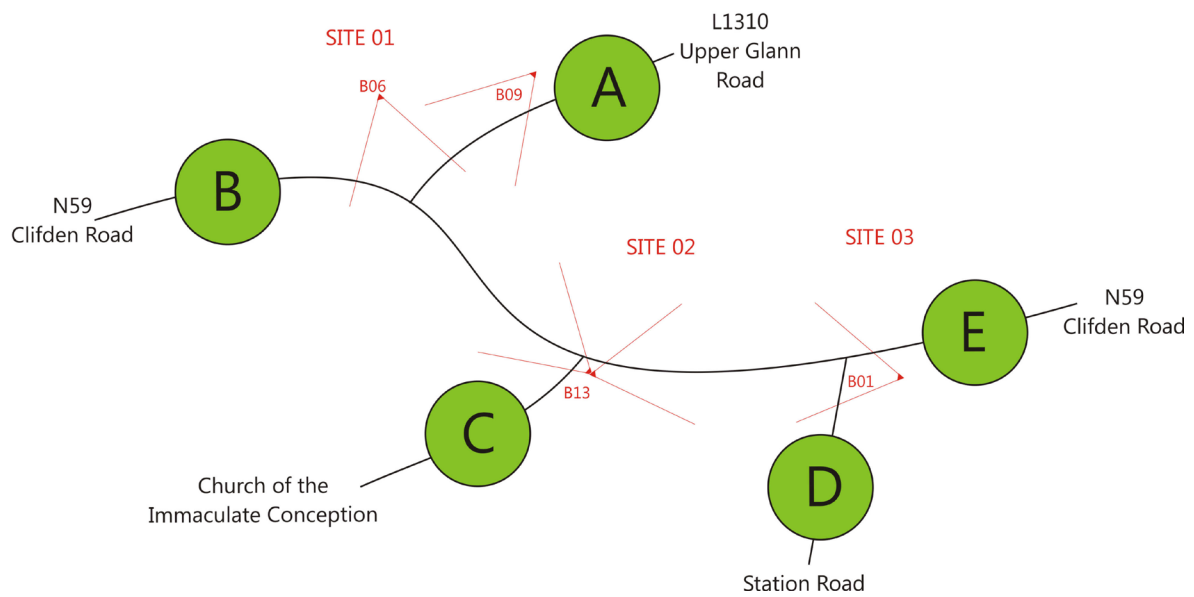 L1310
Upper Glann
Road
SITE 01
B06
B09
A
B
N59
Clifden Road
SITE 02
SITE 03
E
N59
Clifden Road
B13
B01
C
D
Church of the
Immaculate Conception
Station Road